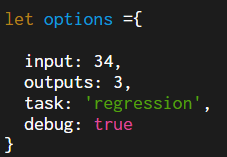 let options ={
input: 34,
outputs: 3,
task: 'regression',
debug: true
}